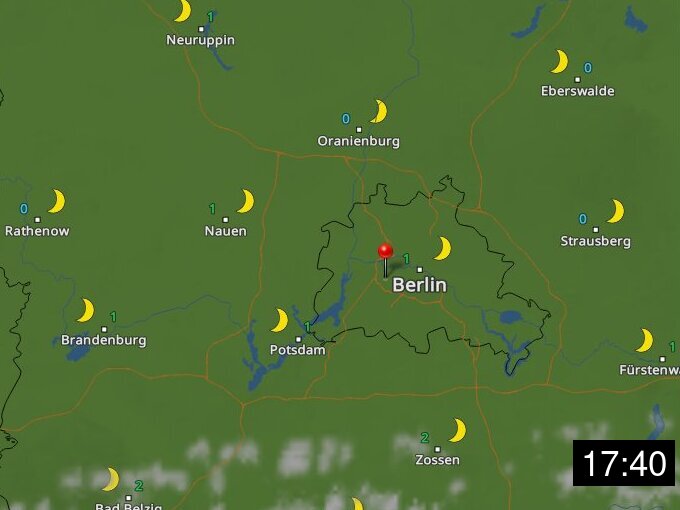 1
Neuruppin
0
Eberswalde
0
Oranienburg
0
Rathenow
1
Nauen
0
Strausberg
1
Berlin
1
Brandenburg
1
Potsdam
1
Fürstenwa
2
Zossen
2
Bad Belzig
17:40